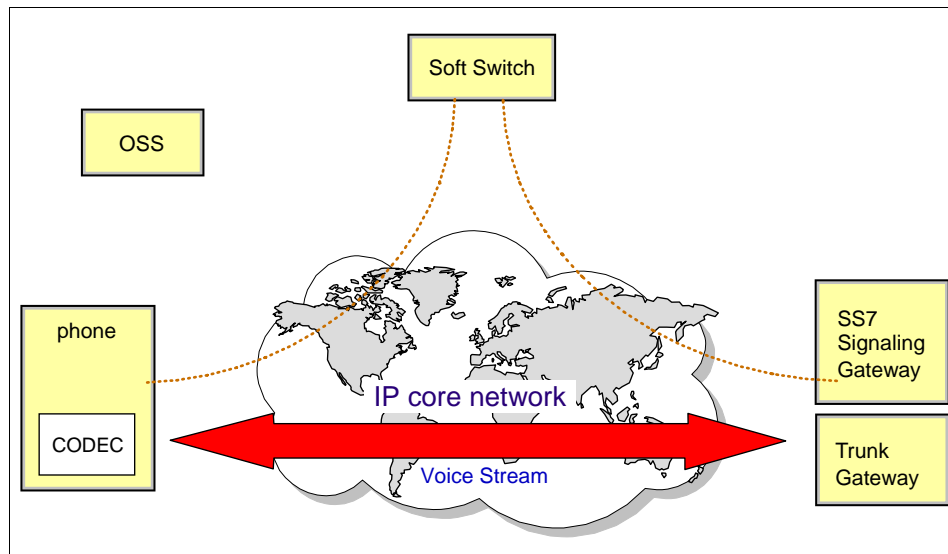 Soft Switch
OSS
phone
CODEC
IP core network
Voice Stream
SS7
Signaling
Gateway
Trunk
Gateway